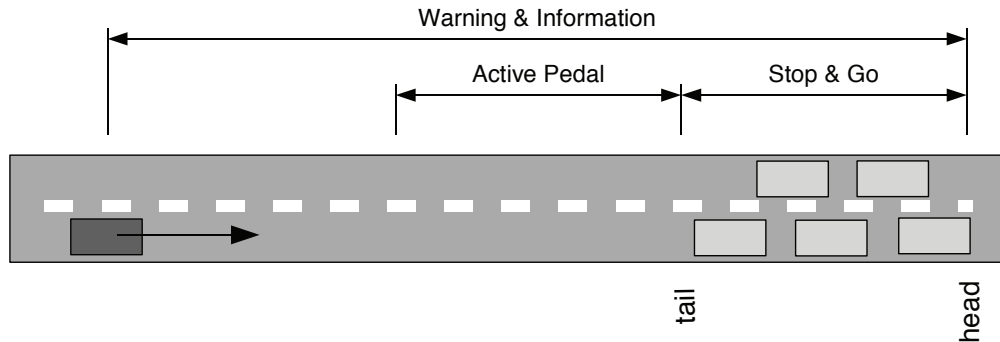 Warning & Information
Active Pedal
Stop & Go
tail
head